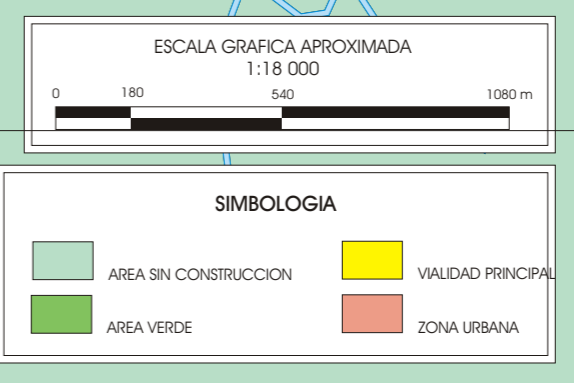 ESCALA GRAFICA APROXIMADA
1:18 000
0 180 540 1080 m
SIMBOLOGIA
AREA SIN CONSTRUCCION
VIALIDAD PRINCIPAL
AREA VERDE
ZONA URBANA